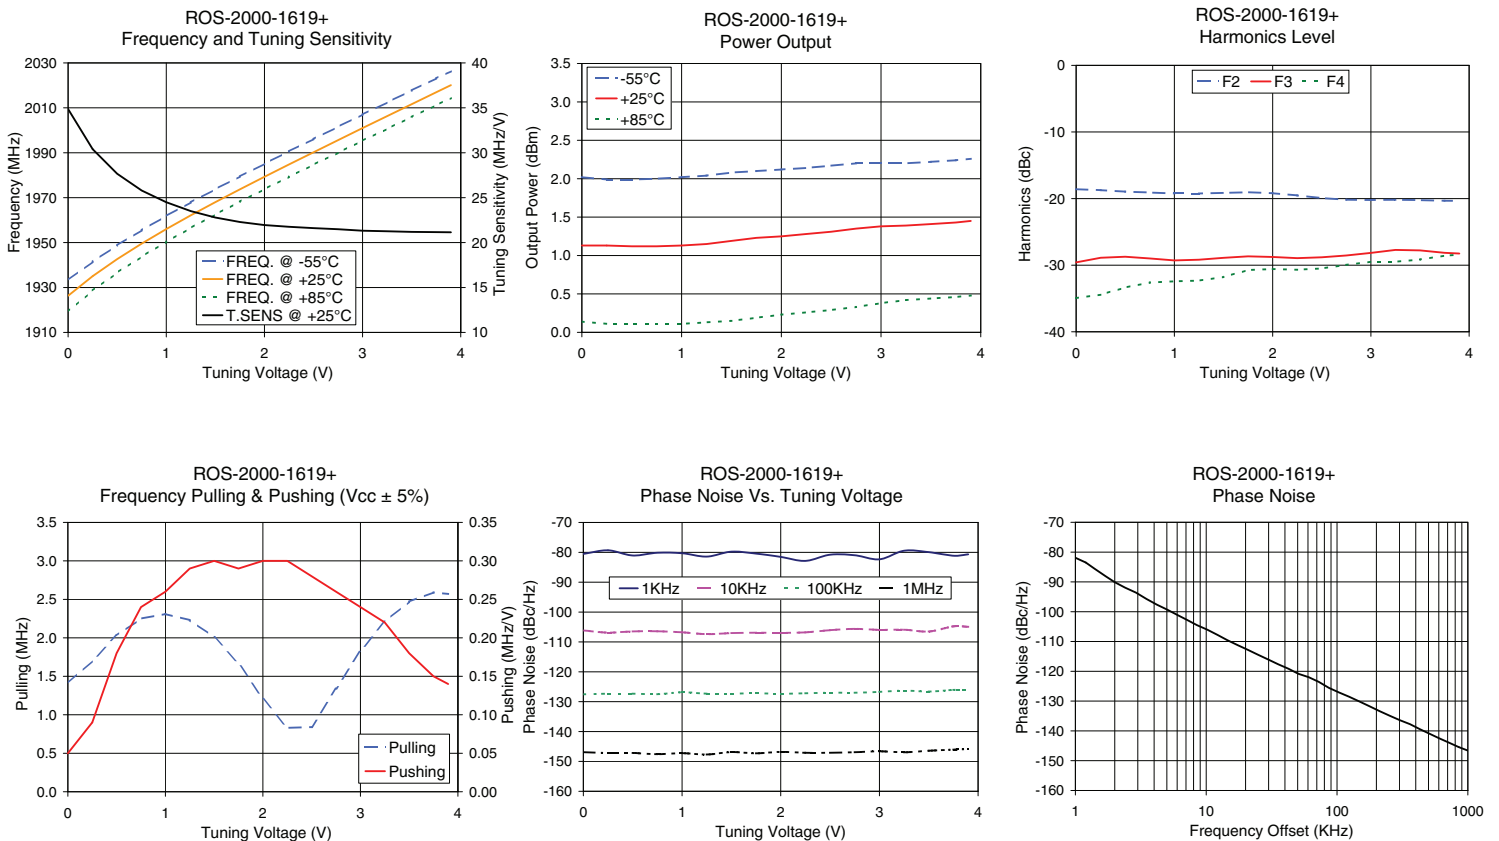 ROS-2000-1619+
Frequency and Tuning Sensitivity
2030
2010
1990
1970
1950
1930
1910
40
35
30
25
20
15
10
0 1 2 3 4
Frequency (MHz)
Tuning Sensitivity (MHz/V)
Tuning Voltage (V)
FREQ. @ -55°C
FREQ. @ +25°C
FREQ. @ +85°C
T.SENS @ +25°C
ROS-2000-1619+
Power Output
3.5
3.0
2.5
2.0
1.5
1.0
0.5
0.0
0 1 2 3 4
Output Power (dBm)
Tuning Voltage (V)
-55°C
+25°C
+85°C
ROS-2000-1619+
Harmonics Level
0
-10
-20
-30
-40
0 1 2 3 4
Harmonics (dBc)
Tuning Voltage (V)
F2 F3 F4
ROS-2000-1619+
Frequency Pulling & Pushing (Vcc ± 5%)
3.5
3.0
2.5
2.0
1.5
1.0
0.5
0.0
0.35
0.30
0.25
0.20
0.15
0.10
0.05
0.00
0 1 2 3 4
Pulling (MHz)
Pushing (MHz/V)
Tuning Voltage (V)
Pulling
Pushing
ROS-2000-1619+
Phase Noise Vs. Tuning Voltage
-70
-80
-90
-100
-110
-120
-130
-140
-150
-160
0 1 2 3 4
Phase Noise (dBc/Hz)
Tuning Voltage (V)
1KHz 10KHz 100KHz 1MHz
ROS-2000-1619+
Phase Noise
-70
-80
-90
-100
-110
-120
-130
-140
-150
-160
1 10 100 1000
Phase Noise (dBc/Hz)
Frequency Offset (KHz)